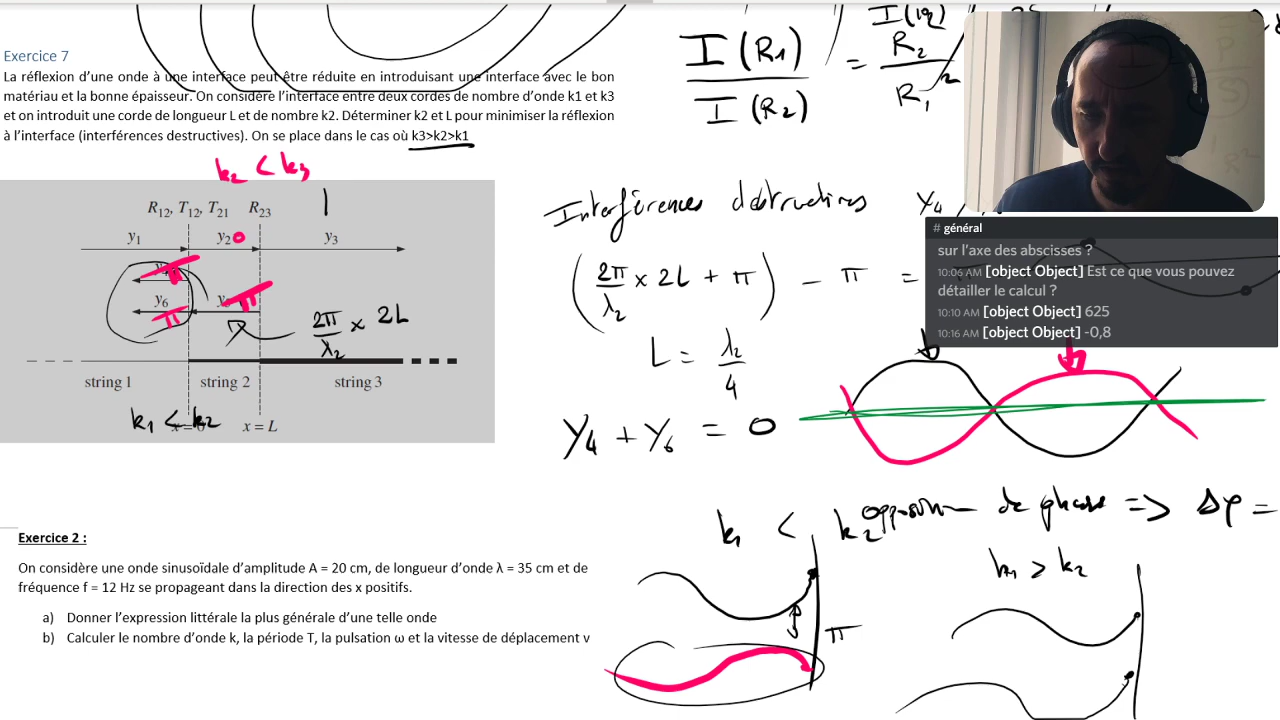 Exercice 7
La réflexion d'une onde à une interface peut être réduite en introduisant une interface avec le bon
matériau et la bonne épaisseur. On considère l'interface entre deux cordes de nombre d'onde k1 et k3
et on introduit une corde de longueur L et de nombre k2. Déterminer k2 et L pour minimiser la réflexion
à l'interface (interférences destructives). On se place dans le cas où k3>k2>k1
k2 < k3
R12, T12, T21 R23
y1 y2 0 y3
π
y6 π π
2π/λ2 × 2L
string 1 string 2 string 3
k1 < k2
x = L
I(R1)/I(R2) = R2/R1
Interférences destructives y4
(2π/λ2 × 2L + π) - π =
L = λ2/4
y4 + y6 = 0
opposition de phase => Δφ =
k1 < k2
k1 > k2
π
# général
sur l'axe des abscisses ?
10:06 AM [object Object] Est ce que vous pouvez
détailler le calcul ?
10:10 AM [object Object] 625
10:16 AM [object Object] -0,8
Exercice 2 :
On considère une onde sinusoïdale d'amplitude A = 20 cm, de longueur d'onde λ = 35 cm et de
fréquence f = 12 Hz se propageant dans la direction des x positifs.
a) Donner l'expression littérale la plus générale d'une telle onde
b) Calculer le nombre d'onde k, la période T, la pulsation ω et la vitesse de déplacement v